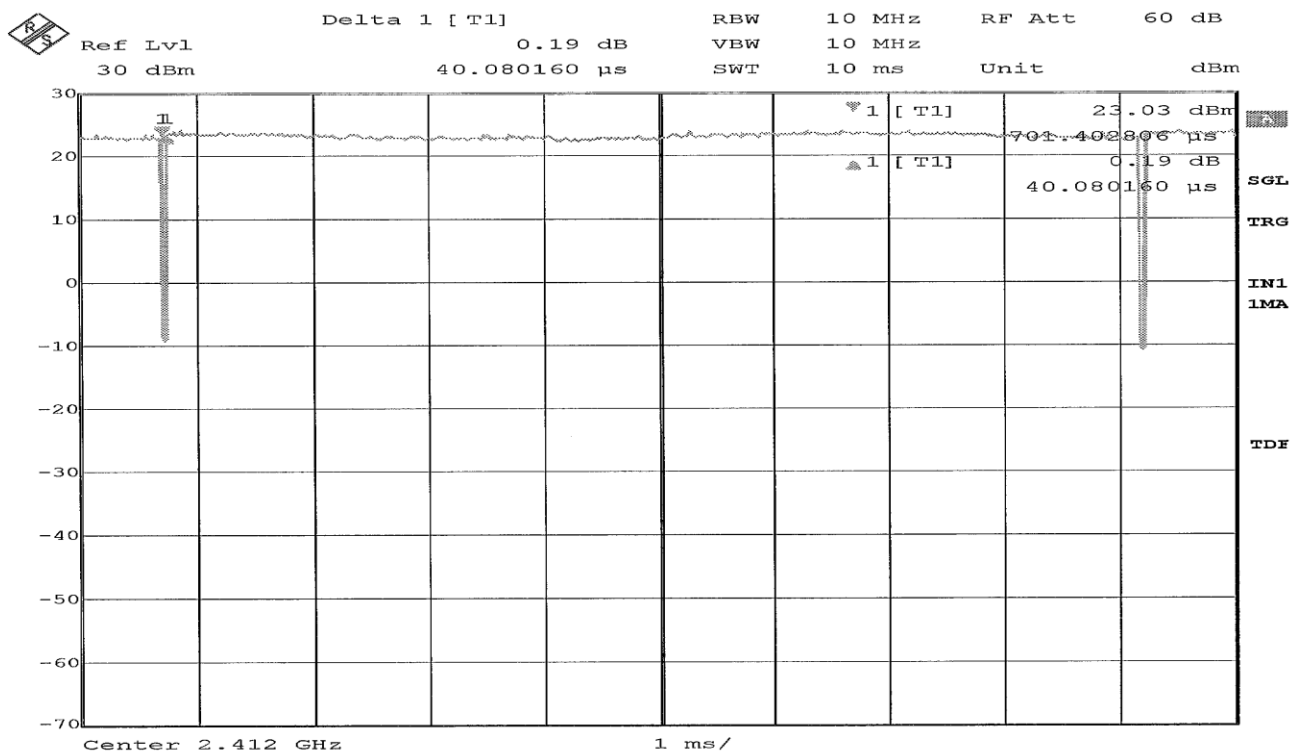 R S
Delta 1 [T1] RBW 10 MHz RF Att 60 dB
Ref Lvl 0.19 dB VBW 10 MHz
30 dBm 40.080160 µs SWT 10 ms Unit dBm
30
1 1 [T1] 23.03 dBm A
701.402806 µs
20 1 [T1] 0.19 dB
40.080160 µs SGL
10 TRG
0 IN1
1MA
-10
-20
TDF
-30
-40
-50
-60
-70
Center 2.412 GHz 1 ms/